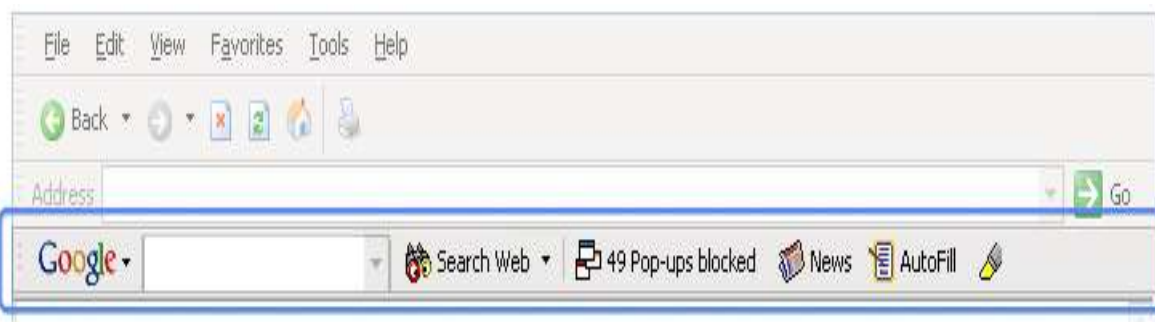 File Edit View Favorites Tools Help
Back
Address Go
Google Search Web 49 Pop-ups blocked News AutoFill